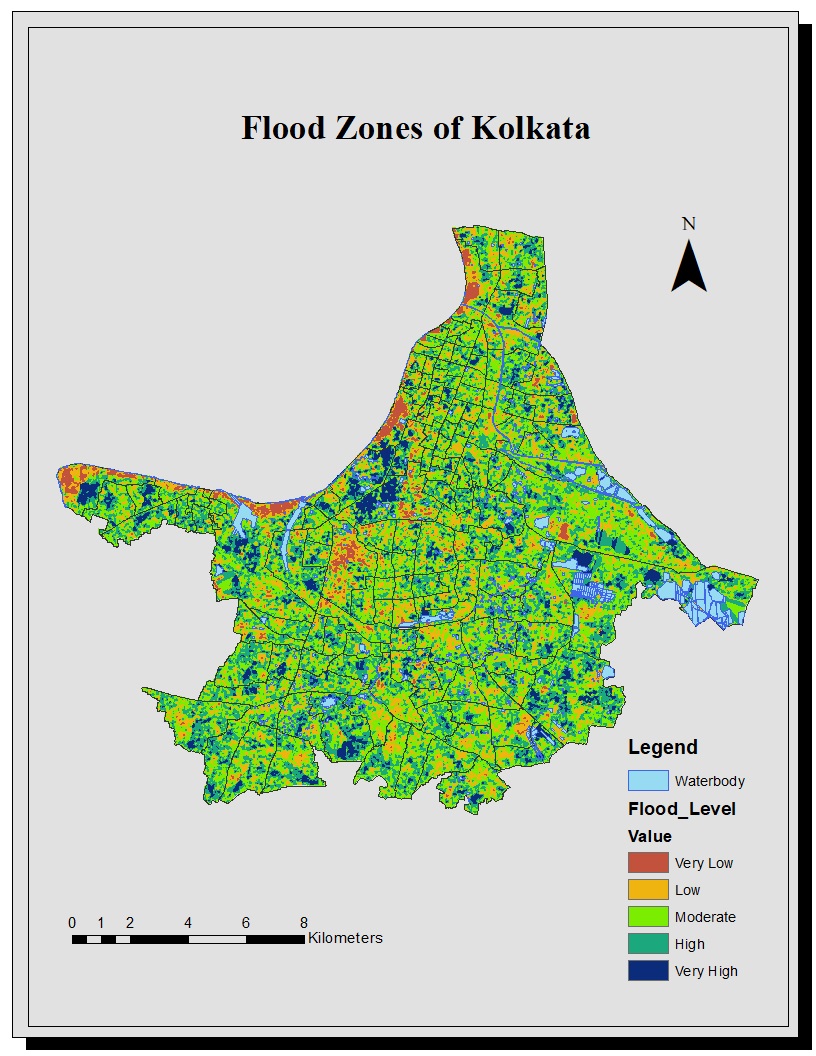 Flood Zones of Kolkata
N
Legend
Waterbody
Flood_Level
Value
Very Low
Low
Moderate
High
Very High
0 1 2 4 6 8
Kilometers